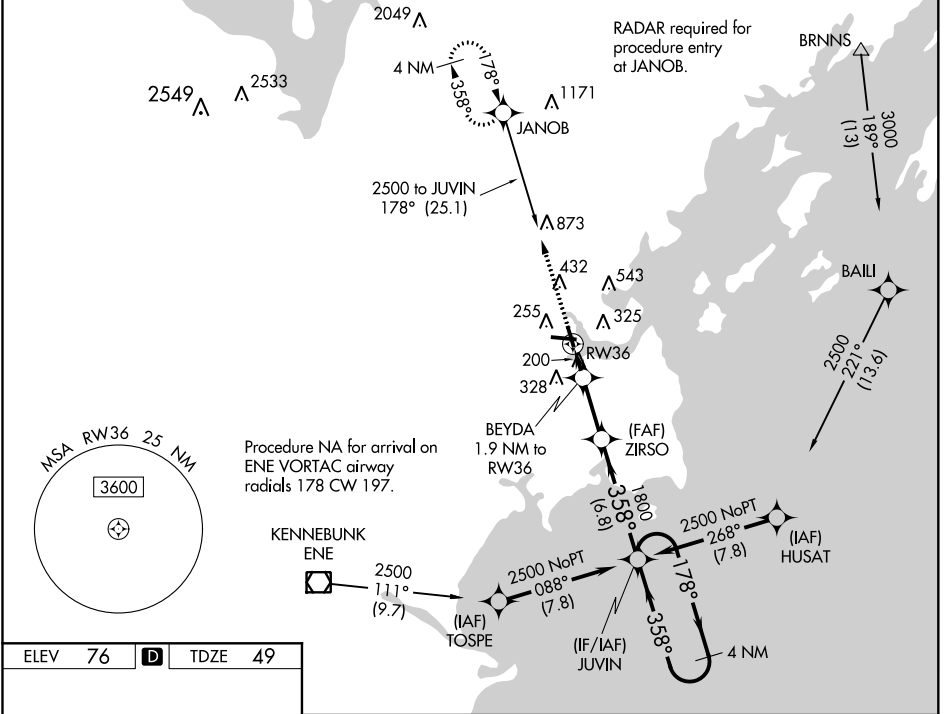 2049
RADAR required for
procedure entry
at JANOB.
BRNNS
4 NM
178°
358°
2549
2533
1171
JANOB
3000
189°
(13)
2500 to JUVIN
178° (25.1)
873
432
543
BAILI
255
325
RW36
200
328
2500
221°
(13.6)
BEYDA
1.9 NM to
RW36
(FAF)
ZIRSO
MSA RW36 25 NM
3600
Procedure NA for arrival on
ENE VORTAC airway
radials 178 CW 197.
1800
358°
(6.8)
2500 NoPT
268°
(7.8)
(IAF)
HUSAT
KENNEBUNK
ENE
2500
111°
(9.7)
2500 NoPT
088°
(7.8)
(IAF)
TOSPE
(IF/IAF)
JUVIN
178°
358°
4 NM
ELEV 76 D TDZE 49